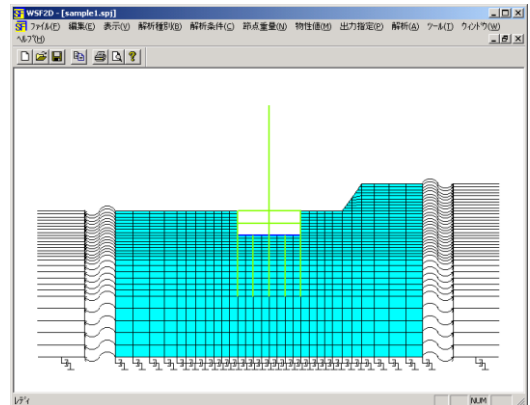 WSF2D - [sample1.spj]
ファイル(F) 編集(E) 表示(V) 解析種別(B) 解析条件(C) 節点重量(N) 物性値(M) 出力指定(P) 解析(A) ツール(T) ウィンドウ(W)
ヘルプ(H)
レディ NUM